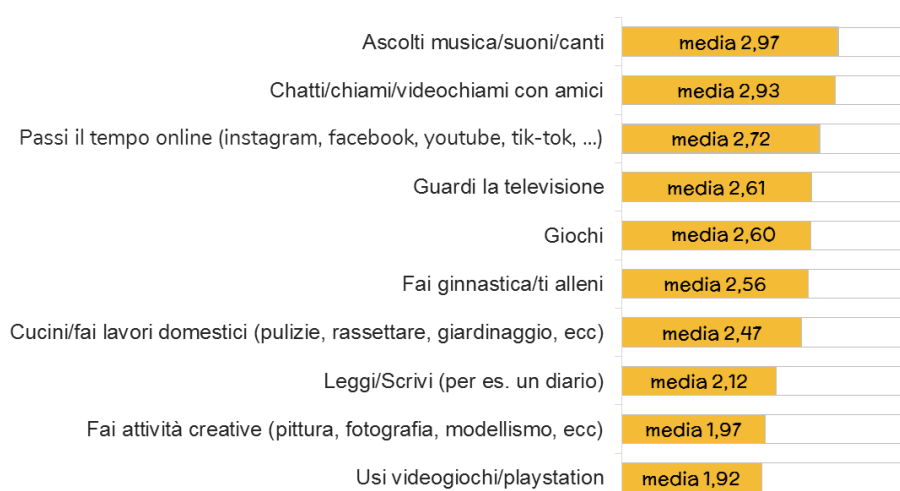 Ascolti musica/suoni/canti media 2,97
Chatti/chiami/videochiami con amici media 2,93
Passi il tempo online (instagram, facebook, youtube, tik-tok, ...) media 2,72
Guardi la televisione media 2,61
Giochi media 2,60
Fai ginnastica/ti alleni media 2,56
Cucini/fai lavori domestici (pulizie, rassettare, giardinaggio, ecc) media 2,47
Leggi/Scrivi (per es. un diario) media 2,12
Fai attività creative (pittura, fotografia, modellismo, ecc) media 1,97
Usi videogiochi/playstation media 1,92